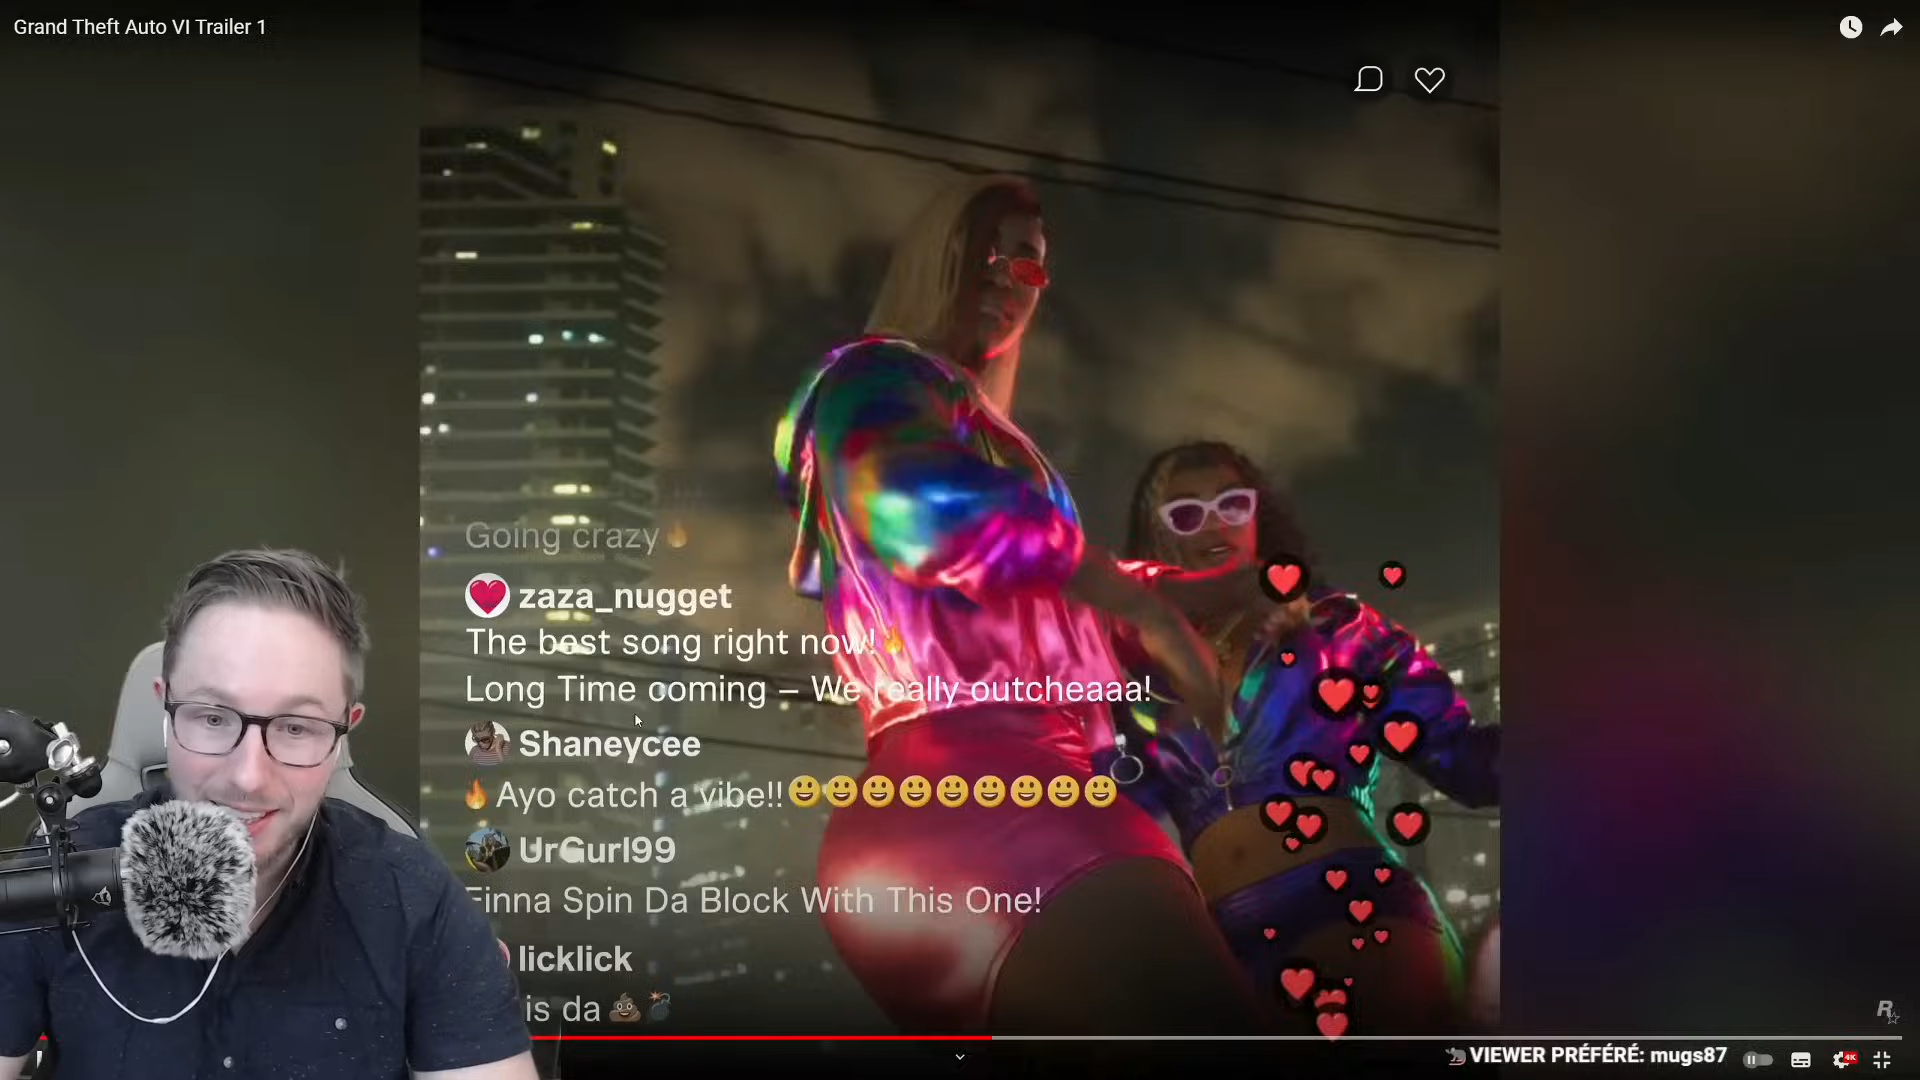 Grand Theft Auto VI Trailer 1
Going crazy🔥
zaza_nugget
The best song right now!🔥
Long Time coming – We really outcheaaa!
Shaneycee
🔥Ayo catch a vibe!!😀😀😀😀😀😀😀😀😀
UrGurl99
Finna Spin Da Block With This One!
licklick
is da 💩💣
VIEWER PRÉFÉRÉ: mugs87
4K